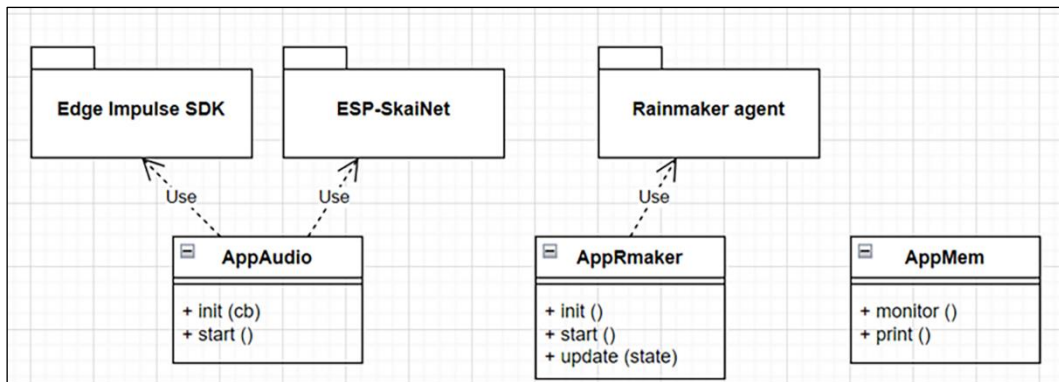 Edge Impulse SDK
ESP-SkaiNet
Rainmaker agent
Use
Use
Use
AppAudio
+ init (cb)
+ start ()
AppRmaker
+ init ()
+ start ()
+ update (state)
AppMem
+ monitor ()
+ print ()